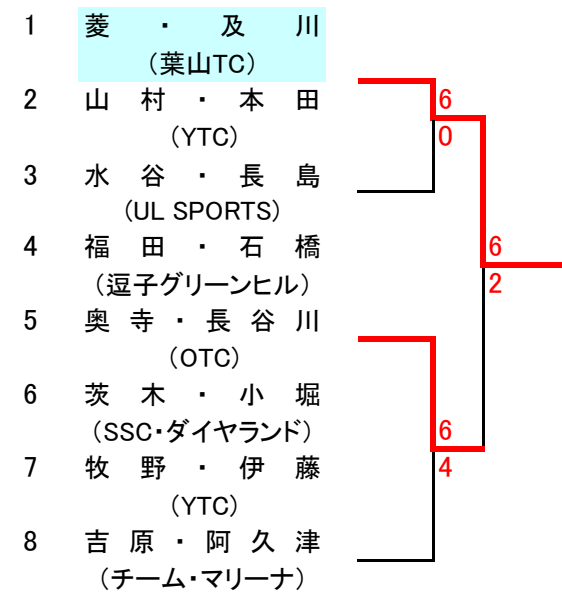 1 菱・及川
(葉山TC)
2 山村・本田
(YTC)
3 水谷・長島
(UL SPORTS)
4 福田・石橋
(逗子グリーンヒル)
5 奥寺・長谷川
(OTC)
6 茨木・小堀
(SSC・ダイヤランド)
7 牧野・伊藤
(YTC)
8 吉原・阿久津
(チーム・マリーナ)
6
0
6
2
6
4